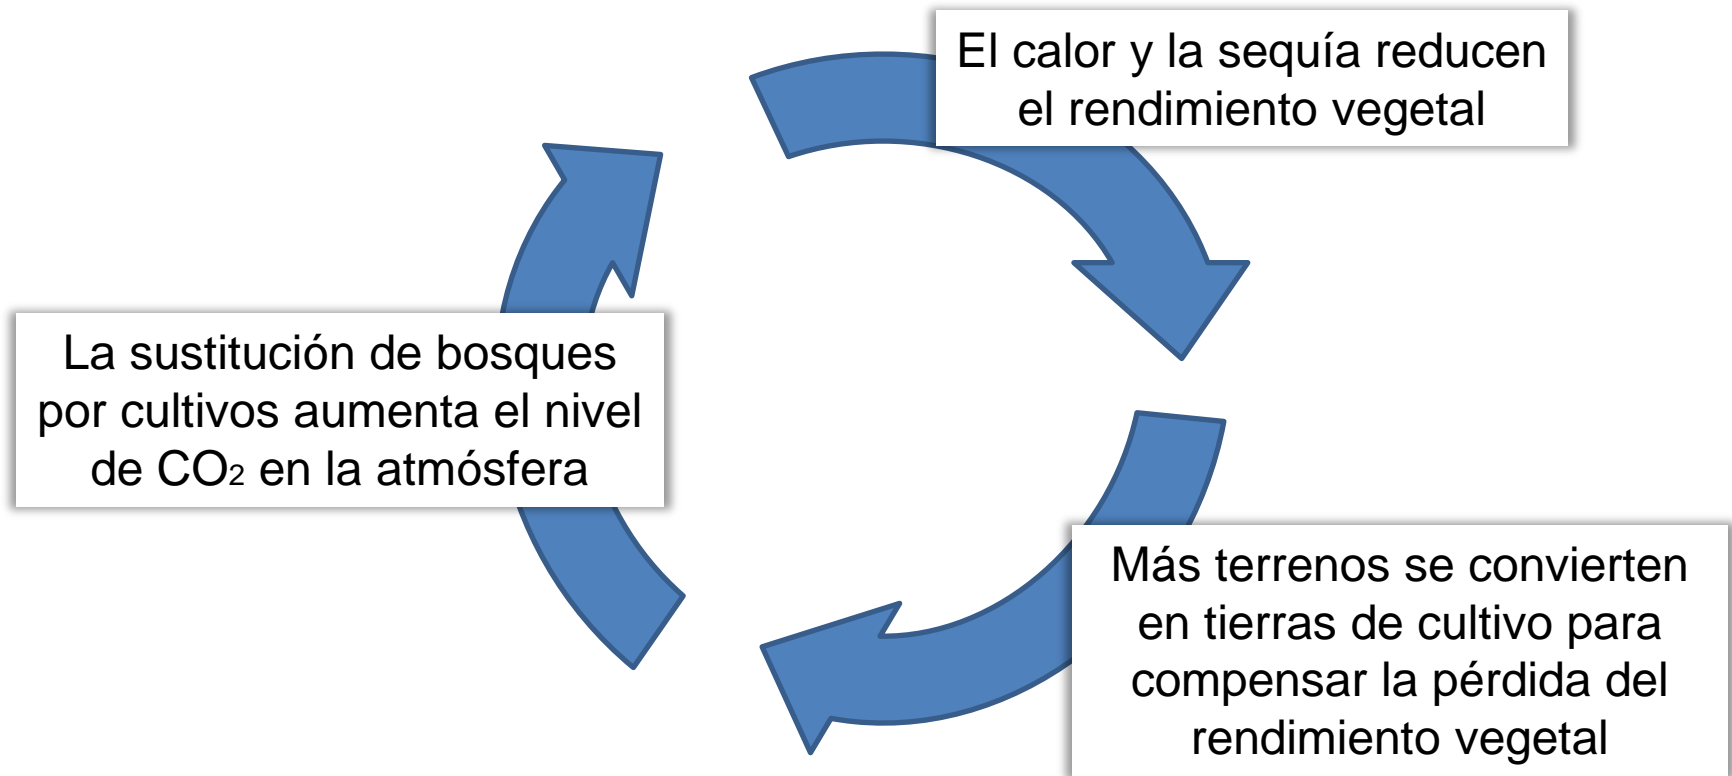 El calor y la sequía reducen
el rendimiento vegetal
La sustitución de bosques
por cultivos aumenta el nivel
de CO2 en la atmósfera
Más terrenos se convierten
en tierras de cultivo para
compensar la pérdida del
rendimiento vegetal